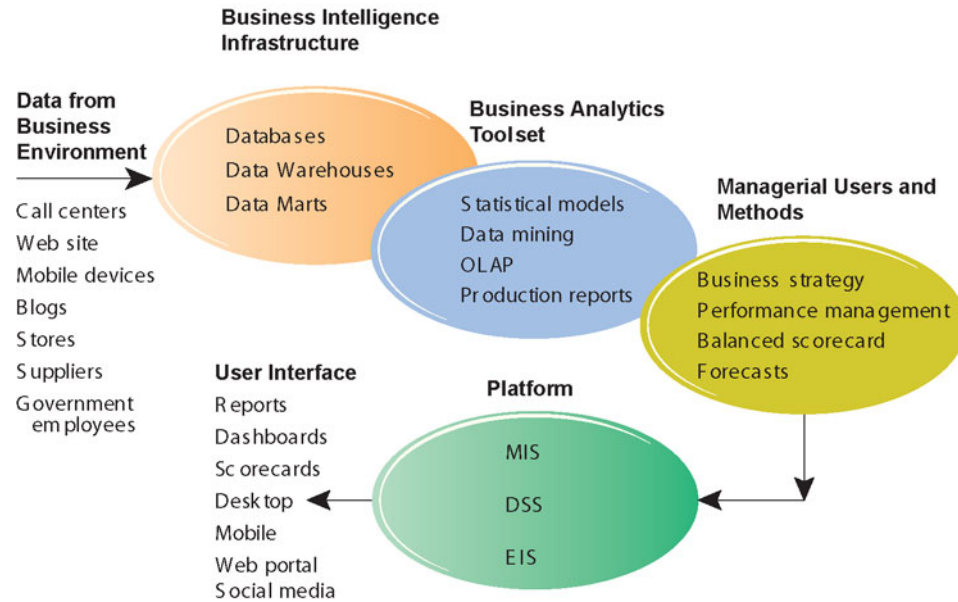 Business Intelligence
Infrastructure
Data from
Business
Environment
Call centers
Web site
Mobile devices
Blogs
Stores
Suppliers
Government
employees
Databases
Data Warehouses
Data Marts
Business Analytics
Toolset
Statistical models
Data mining
OLAP
Production reports
Managerial Users and
Methods
Business strategy
Performance management
Balanced scorecard
Forecasts
Platform
MIS
DSS
EIS
User Interface
Reports
Dashboards
Scorecards
Desktop
Mobile
Web portal
Social media